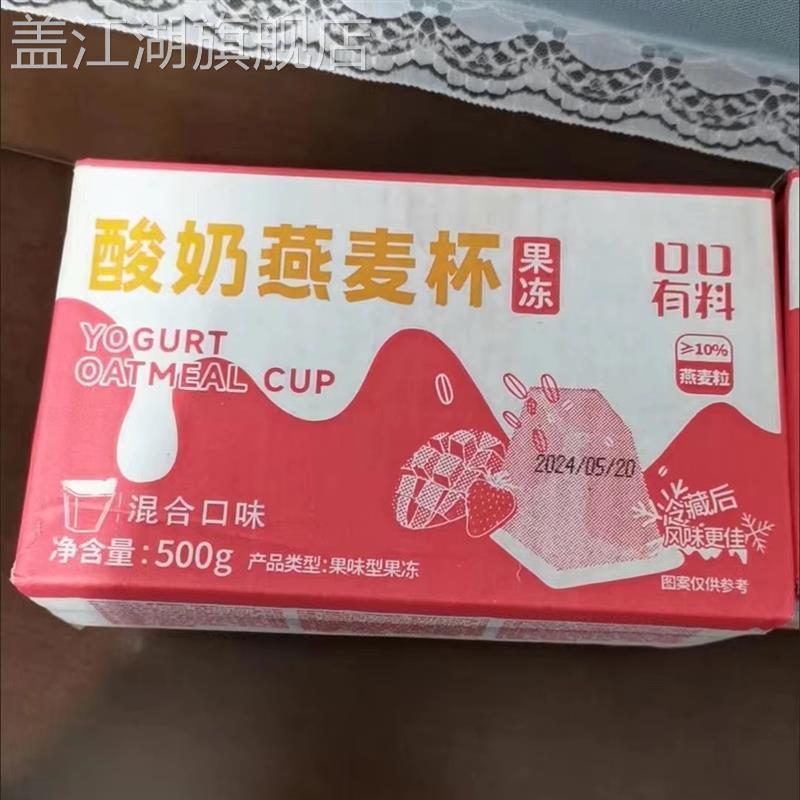 盖江湖旗舰店
酸奶燕麦杯
果冻
口口
有料
YOGURT
OATMEAL CUP
≥10%
燕麦粒
2024/05/20
混合口味
冷藏后
风味更佳
净含量:500g
产品类型:果味型果冻
图案仅供参考